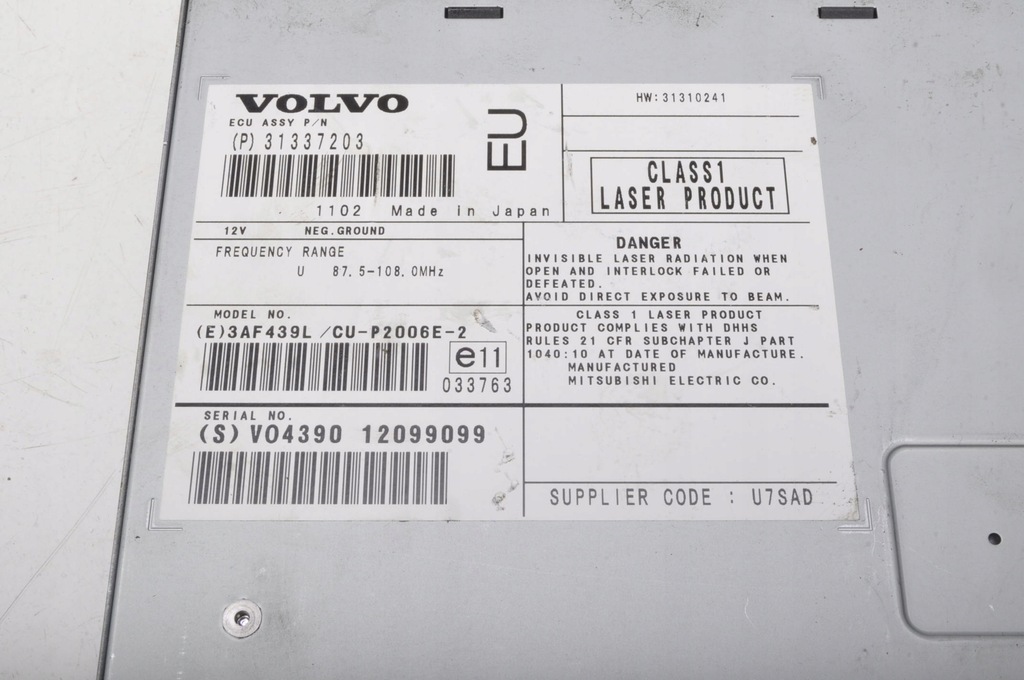 VOLVO
ECU ASSY P/N
(P) 31337203
EU
1102 Made in Japan
HW:31310241
CLASS1
LASER PRODUCT
12V NEG.GROUND
FREQUENCY RANGE
U 87.5-108.0MHz
DANGER
INVISIBLE LASER RADIATION WHEN
OPEN AND INTERLOCK FAILED OR
DEFEATED.
AVOID DIRECT EXPOSURE TO BEAM.
MODEL NO.
(E)3AF439L /CU-P2006E-2
e11
033763
CLASS 1 LASER PRODUCT
PRODUCT COMPLIES WITH DHHS
RULES 21 CFR SUBCHAPTER J PART
1040:10 AT DATE OF MANUFACTURE.
MANUFACTURED
MITSUBISHI ELECTRIC CO.
SERIAL NO.
(S) VO4390 12099099
SUPPLIER CODE : U7SAD